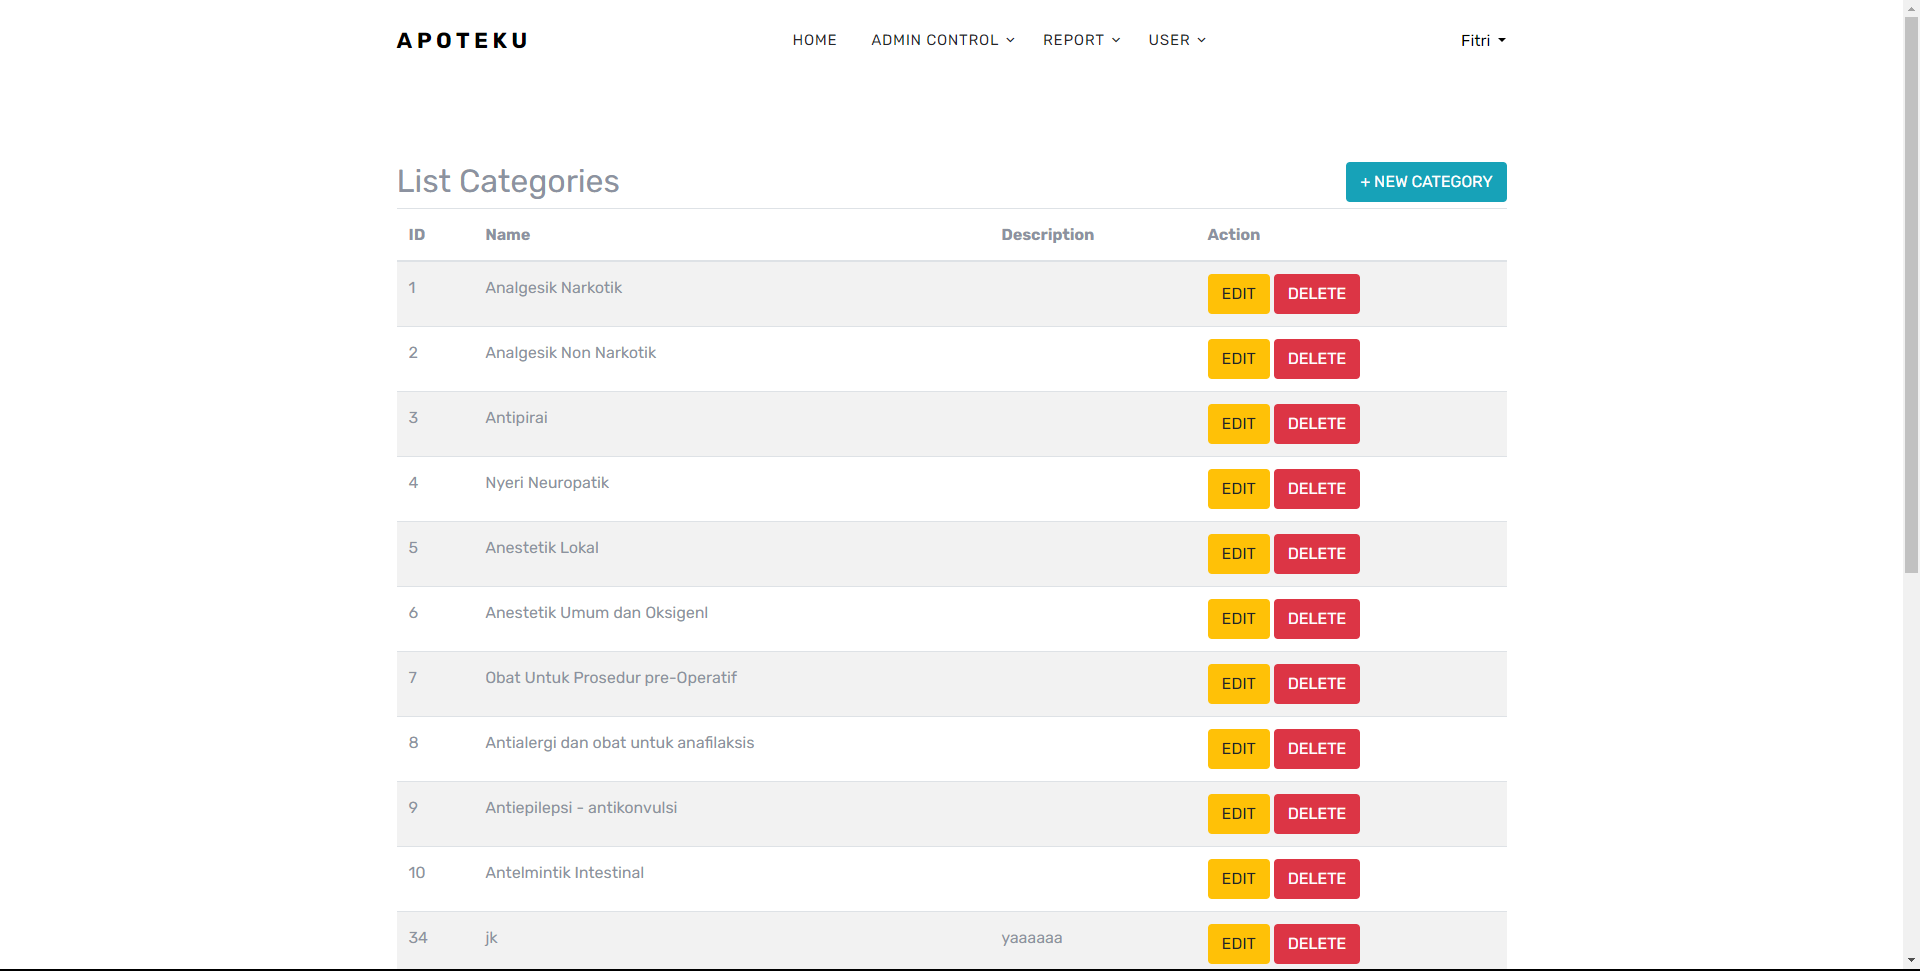 APOTEKU HOME ADMIN CONTROL REPORT USER Fitri
List Categories + NEW CATEGORY
ID Name Description Action
1 Analgesik Narkotik EDIT DELETE
2 Analgesik Non Narkotik EDIT DELETE
3 Antipirai EDIT DELETE
4 Nyeri Neuropatik EDIT DELETE
5 Anestetik Lokal EDIT DELETE
6 Anestetik Umum dan Oksigenl EDIT DELETE
7 Obat Untuk Prosedur pre-Operatif EDIT DELETE
8 Antialergi dan obat untuk anafilaksis EDIT DELETE
9 Antiepilepsi - antikonvulsi EDIT DELETE
10 Antelmintik Intestinal EDIT DELETE
34 jk yaaaaaa EDIT DELETE